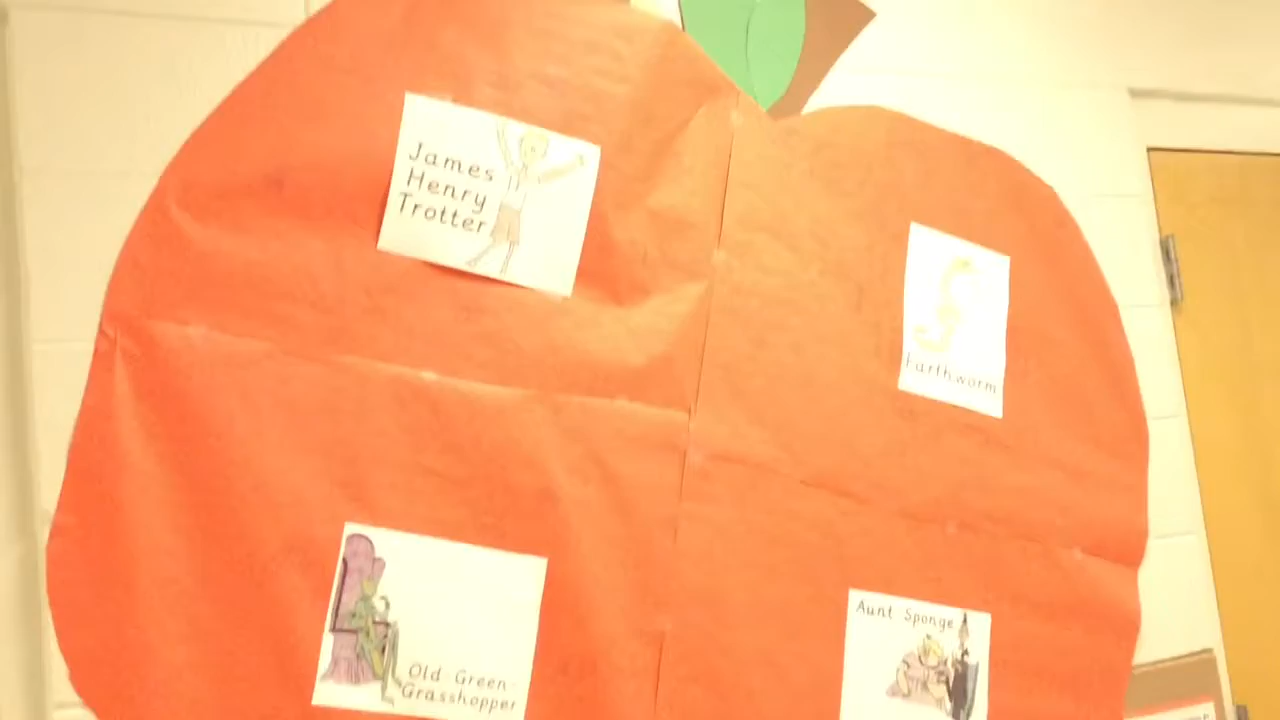 James
Henry
Trotter
Earthworm
Old Green-
Grasshopper
Aunt Sponge